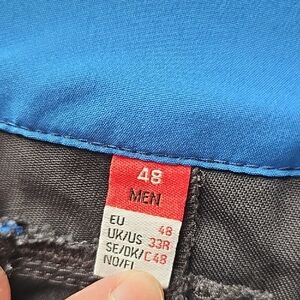 48
MEN
EU 48
UK/US 33R
SE/DK/ C48
NO/FI